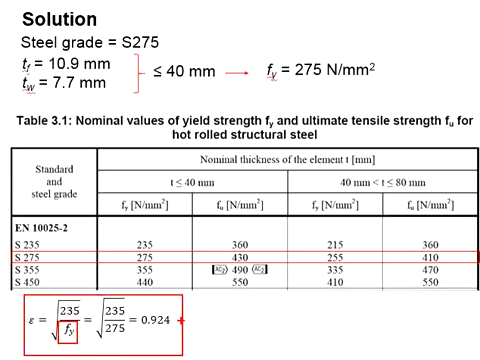 Solution
Steel grade = S275
tf = 10.9 mm
tw = 7.7 mm
≤ 40 mm
fy = 275 N/mm²
Table 3.1: Nominal values of yield strength fy and ultimate tensile strength fu for
hot rolled structural steel
Standard
and
steel grade
Nominal thickness of the element t [mm]
t ≤ 40 mm
40 mm < t ≤ 80 mm
fy [N/mm²]
fu [N/mm²]
fy [N/mm²]
fu [N/mm²]
EN 10025-2
S 235 235 360 215 360
S 275 275 430 255 410
S 355 355 AC2 490 AC2 335 470
S 450 440 550 410 550
ε = √(235/fy) = √(235/275) = 0.924